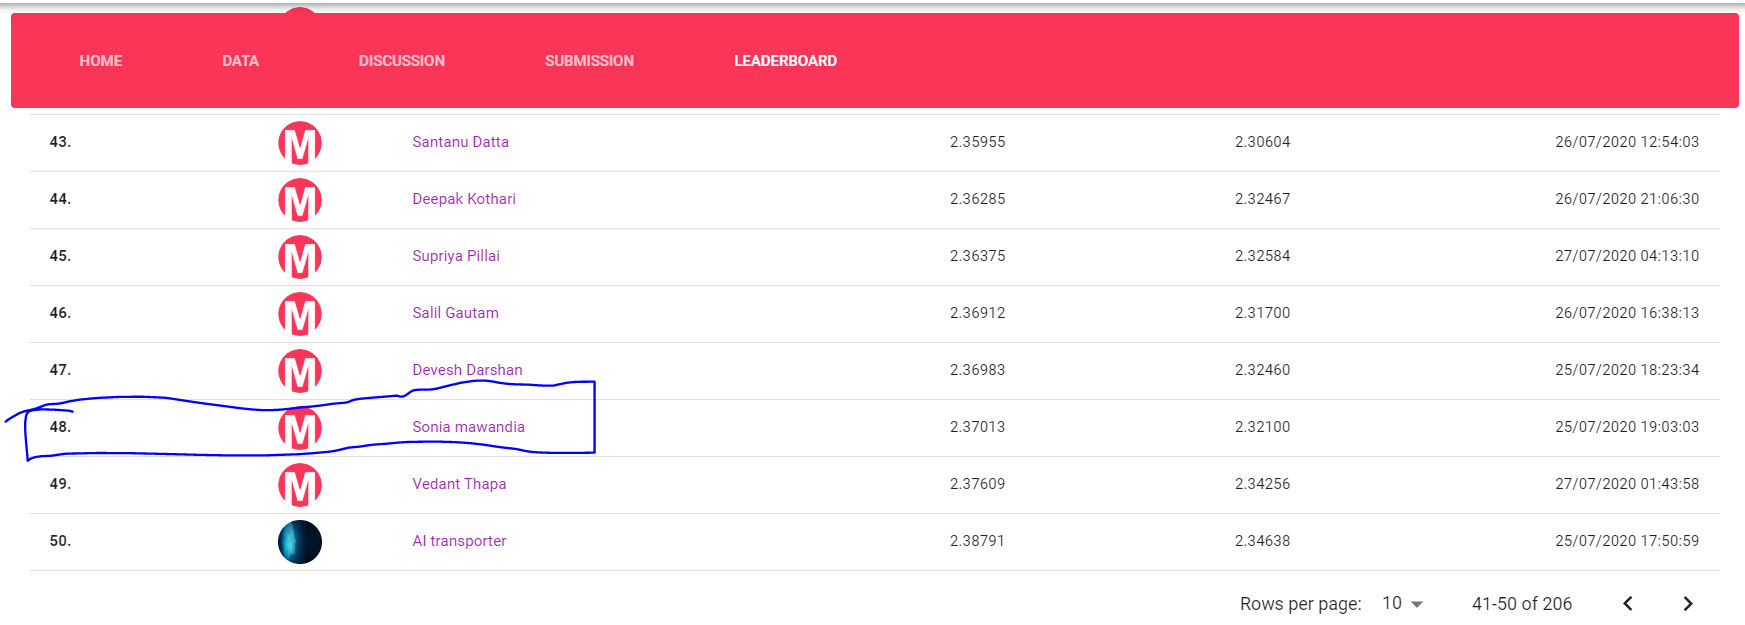 HOME DATA DISCUSSION SUBMISSION LEADERBOARD
43. M Santanu Datta 2.35955 2.30604 26/07/2020 12:54:03
44. M Deepak Kothari 2.36285 2.32467 26/07/2020 21:06:30
45. M Supriya Pillai 2.36375 2.32584 27/07/2020 04:13:10
46. M Salil Gautam 2.36912 2.31700 26/07/2020 16:38:13
47. M Devesh Darshan 2.36983 2.32460 25/07/2020 18:23:34
48. M Sonia mawandia 2.37013 2.32100 25/07/2020 19:03:03
49. M Vedant Thapa 2.37609 2.34256 27/07/2020 01:43:58
50. AI transporter 2.38791 2.34638 25/07/2020 17:50:59
Rows per page: 10 41-50 of 206